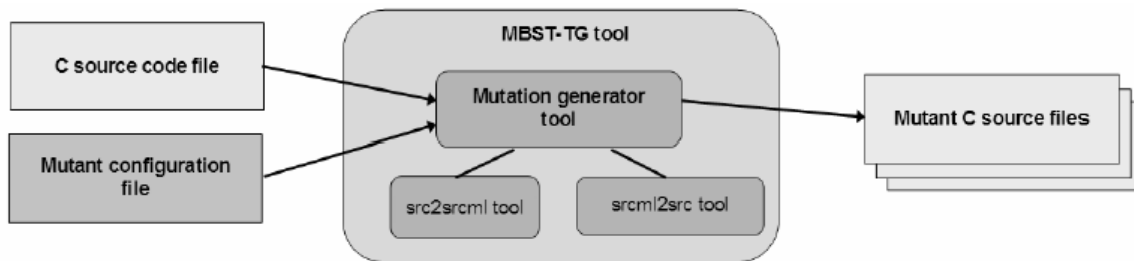 MBST-TG tool
C source code file
Mutation generator
tool
Mutant C source files
Mutant configuration
file
src2srcml tool
srcml2src tool